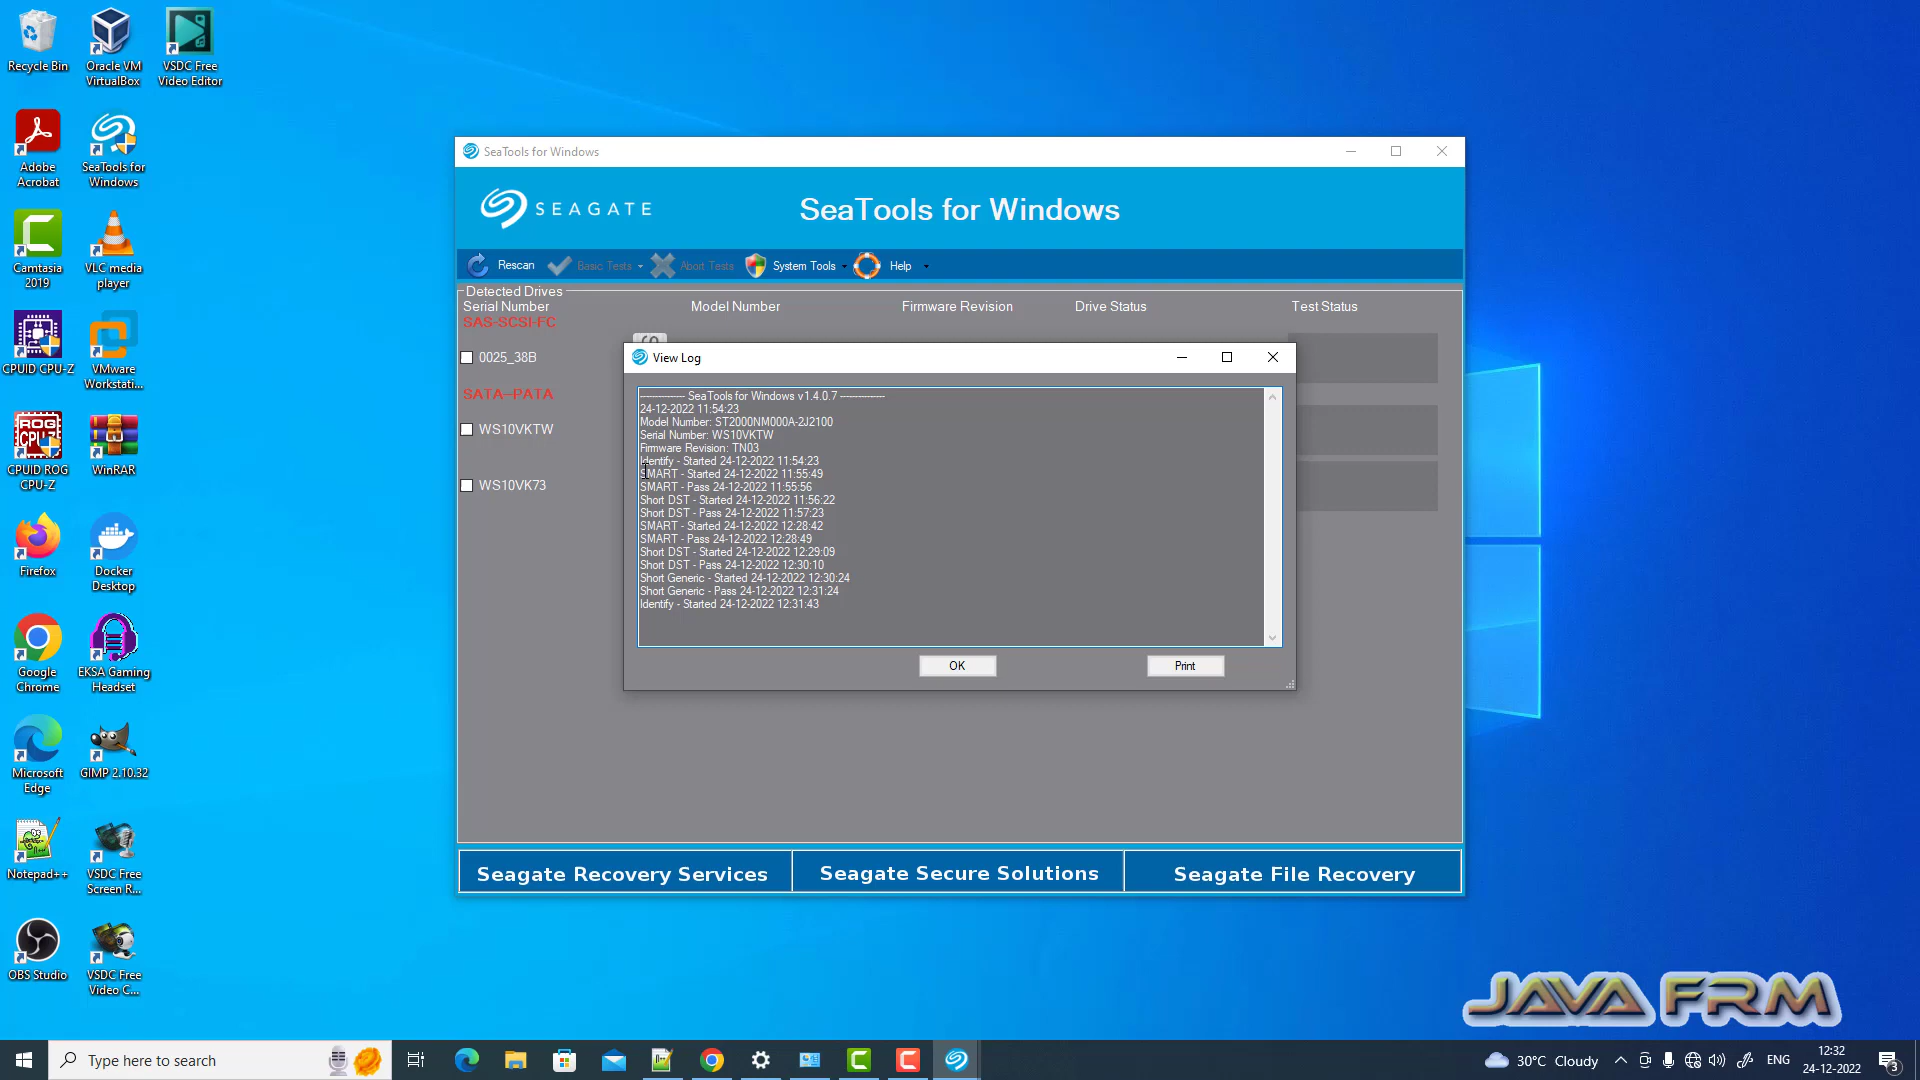 Recycle Bin
Oracle VM
VirtualBox
VSDC Free
Video Editor
Adobe
Acrobat
SeaTools for
Windows
Camtasia
2019
VLC media
player
CPUID CPU-Z
VMware
Workstati...
CPUID ROG
CPU-Z
WinRAR
Firefox
Docker
Desktop
Google
Chrome
EKSA Gaming
Headset
Microsoft
Edge
GIMP 2.10.32
Notepad++
VSDC Free
Screen R...
OBS Studio
VSDC Free
Video C...
SeaTools for Windows
SEAGATE
SeaTools for Windows
Rescan
Basic Tests
Abort Tests
System Tools
Help
Detected Drives
Serial Number
Model Number
Firmware Revision
Drive Status
Test Status
SAS-SCSI-FC
0025_38B
SATA--PATA
WS10VKTW
WS10VK73
View Log
--------------- SeaTools for Windows v1.4.0.7 ---------------
24-12-2022 11:54:23
Model Number: ST2000NM000A-2J2100
Serial Number: WS10VKTW
Firmware Revision: TN03
Identify - Started 24-12-2022 11:54:23
SMART - Started 24-12-2022 11:55:49
SMART - Pass 24-12-2022 11:55:56
Short DST - Started 24-12-2022 11:56:22
Short DST - Pass 24-12-2022 11:57:23
SMART - Started 24-12-2022 12:28:42
SMART - Pass 24-12-2022 12:28:49
Short DST - Started 24-12-2022 12:29:09
Short DST - Pass 24-12-2022 12:30:10
Short Generic - Started 24-12-2022 12:30:24
Short Generic - Pass 24-12-2022 12:31:24
Identify - Started 24-12-2022 12:31:43
OK
Print
Seagate Recovery Services
Seagate Secure Solutions
Seagate File Recovery
JAVA FRM
Type here to search
30°C Cloudy
ENG
12:32
24-12-2022
3